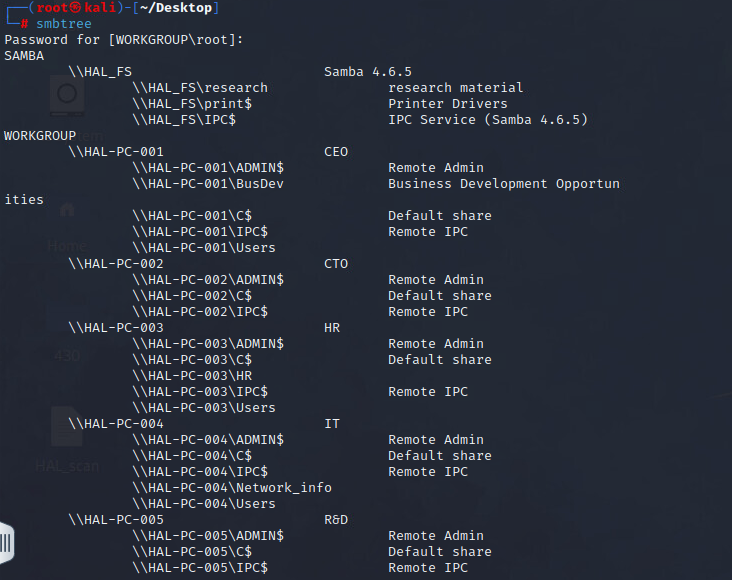 ┌──(root㉿kali)-[~/Desktop]
└─# smbtree
Password for [WORKGROUP\root]:
SAMBA
\\HAL_FS Samba 4.6.5
\\HAL_FS\research research material
\\HAL_FS\print$ Printer Drivers
\\HAL_FS\IPC$ IPC Service (Samba 4.6.5)
WORKGROUP
\\HAL-PC-001 CEO
\\HAL-PC-001\ADMIN$ Remote Admin
\\HAL-PC-001\BusDev Business Development Opportun
ities
\\HAL-PC-001\C$ Default share
\\HAL-PC-001\IPC$ Remote IPC
Home
\\HAL-PC-001\Users
\\HAL-PC-002 CTO
\\HAL-PC-002\ADMIN$ Remote Admin
\\HAL-PC-002\C$ Default share
\\HAL-PC-002\IPC$ Remote IPC
\\HAL-PC-003 HR
\\HAL-PC-003\ADMIN$ Remote Admin
\\HAL-PC-003\C$ Default share
\\HAL-PC-003\HR
\\HAL-PC-003\IPC$ Remote IPC
\\HAL-PC-003\Users
\\HAL-PC-004 IT
\\HAL-PC-004\ADMIN$ Remote Admin
\\HAL-PC-004\C$ Default share
HAL_scan
\\HAL-PC-004\IPC$ Remote IPC
\\HAL-PC-004\Network_info
\\HAL-PC-004\Users
\\HAL-PC-005 R&D
\\HAL-PC-005\ADMIN$ Remote Admin
\\HAL-PC-005\C$ Default share
\\HAL-PC-005\IPC$ Remote IPC